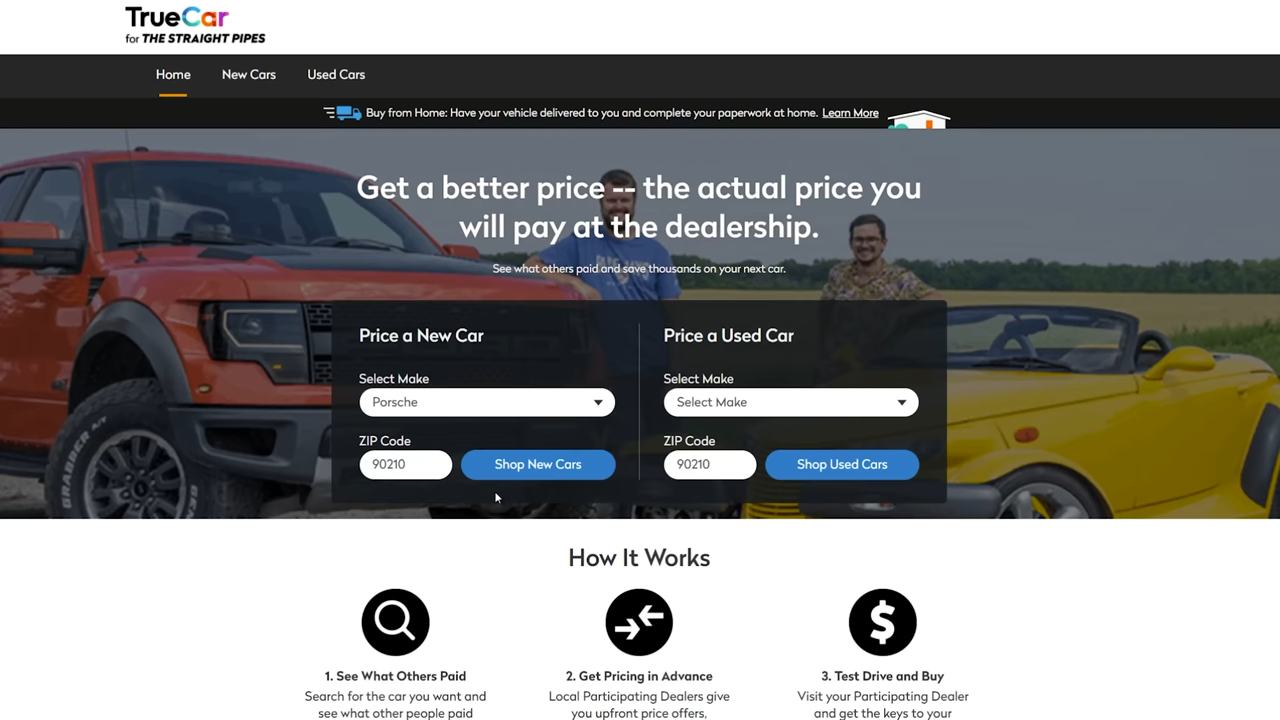 TrueCar
for THE STRAIGHT PIPES
Home New Cars Used Cars
Buy from Home: Have your vehicle delivered to you and complete your paperwork at home. Learn More
Get a better price -- the actual price you
will pay at the dealership.
See what others paid and save thousands on your next car.
Price a New Car
Select Make
Porsche
ZIP Code
90210 Shop New Cars
Price a Used Car
Select Make
Select Make
ZIP Code
90210 Shop Used Cars
GRABBER A/T
GRABBER
How It Works
1. See What Others Paid
Search for the car you want and
see what other people paid
2. Get Pricing in Advance
Local Participating Dealers give
you upfront price offers,
3. Test Drive and Buy
Visit your Participating Dealer
and get the keys to your